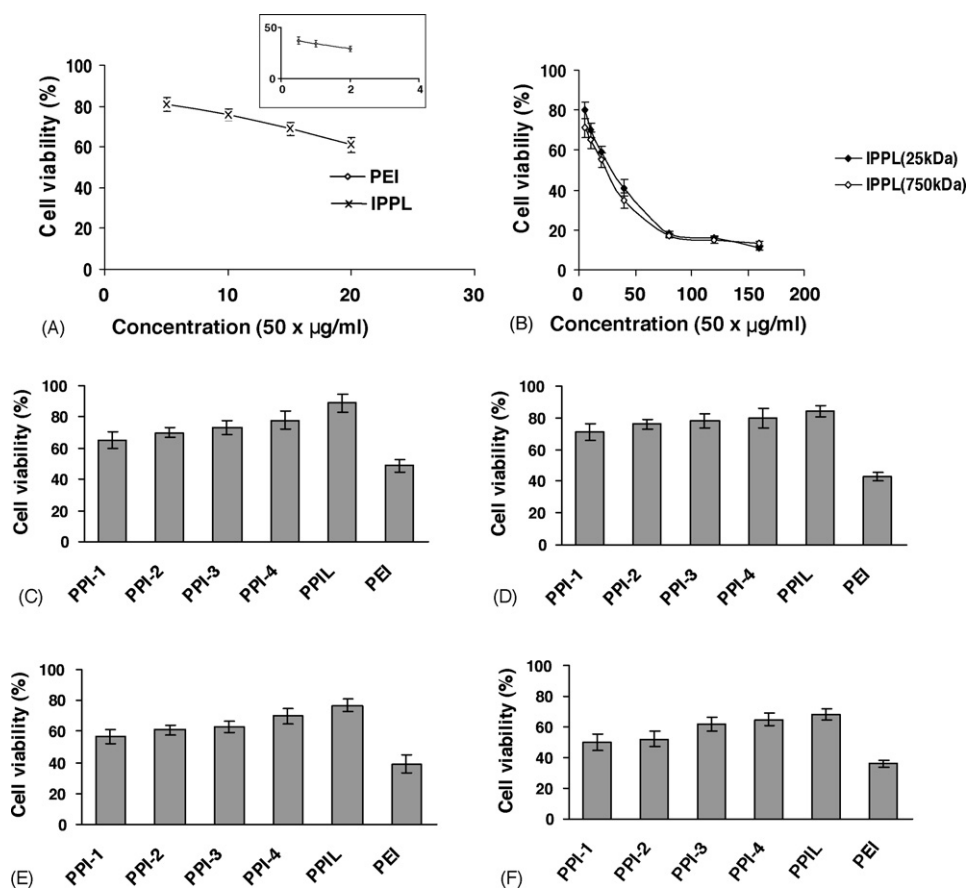 50
0
0
2
4
100
80
60
40
20
0
0
10
20
30
Cell viability (%)
PEI
IPPL
(A)
Concentration (50 x µg/ml)
100
80
60
40
20
0
0
50
100
150
200
Cell viability (%)
IPPL(25kDa)
IPPL(750kDa)
(B)
Concentration (50 x µg/ml)
Cell viability (%)
100
80
60
40
20
0
PPI-1
PPI-2
PPI-3
PPI-4
PPIL
PEI
(C)
Cell viability (%)
100
80
60
40
20
0
PPI-1
PPI-2
PPI-3
PPI-4
PPIL
PEI
(D)
Cell viability (%)
100
80
60
40
20
0
PPI-1
PPI-2
PPI-3
PPI-4
PPIL
PEI
(E)
Cell viability (%)
100
80
60
40
20
0
PPI-1
PPI-2
PPI-3
PPI-4
PPIL
PEI
(F)